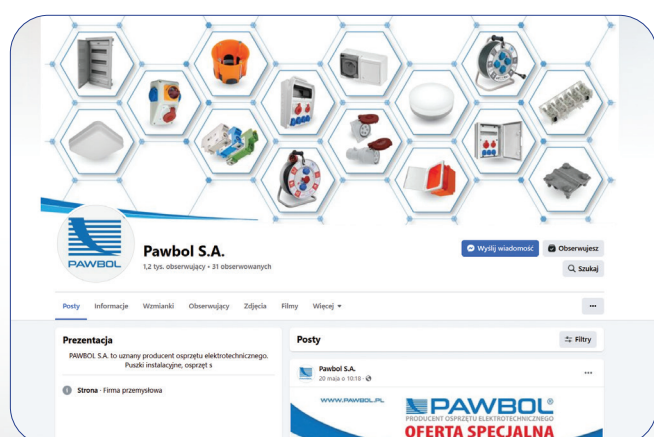 PAWBOL
Pawbol S.A.
1,2 tys. obserwujący • 31 obserwowanych
Wyślij wiadomość
Obserwujesz
Szukaj
Posty
Informacje
Wzmianki
Obserwujący
Zdjęcia
Filmy
Więcej
Prezentacja
PAWBOL S.A. to uznany producent osprzętu elektrotechnicznego.
Puszki instalacyjne, osprzęt s
Strona · Firma przemysłowa
Posty
Filtry
Pawbol S.A.
20 maja o 10:18 ·
WWW.PAWBOL.PL
PAWBOL®
PRODUCENT OSPRZĘTU ELEKTROTECHNICZNEGO
OFERTA SPECJALNA